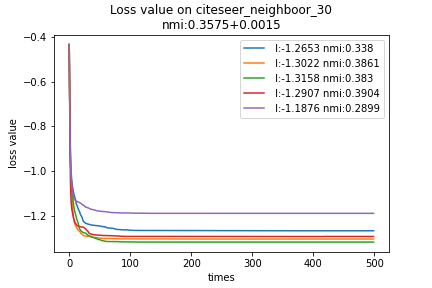 Loss value on citeseer_neighboor_30
nmi:0.3575+0.0015
l:-1.2653 nmi:0.338
l:-1.3022 nmi:0.3861
l:-1.3158 nmi:0.383
l:-1.2907 nmi:0.3904
l:-1.1876 nmi:0.2899
loss value
−0.4
−0.6
−0.8
−1.0
−1.2
0 100 200 300 400 500
times